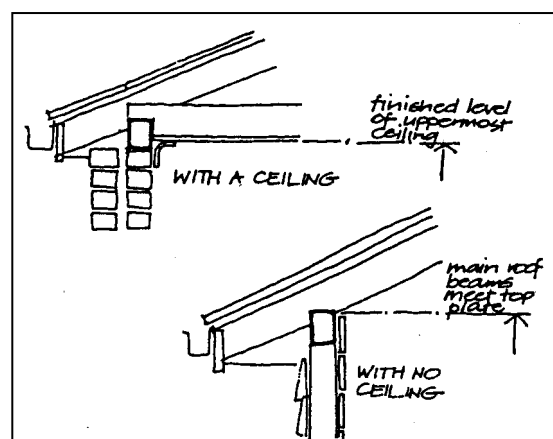 finished level
of uppermost
ceiling
WITH A CEILING
main roof
beams
meet top
plate
WITH NO
CEILING